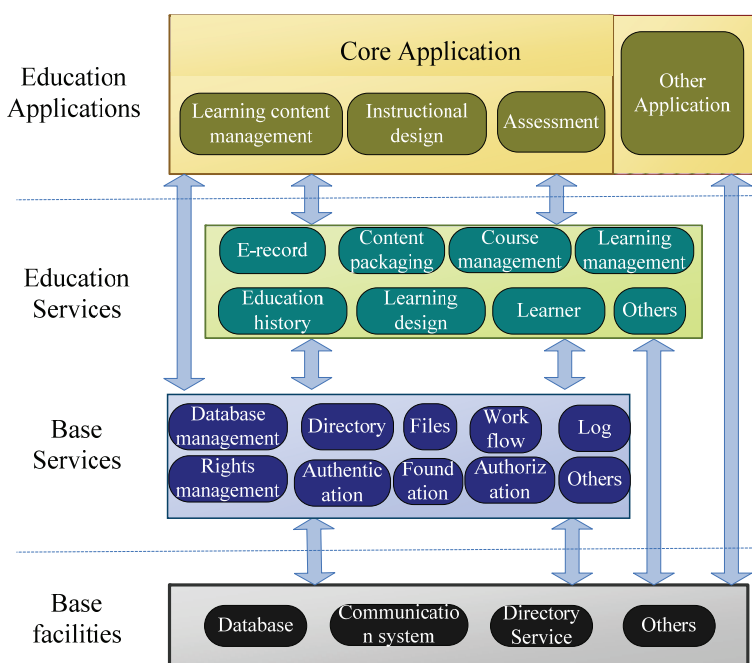 Education
Applications
Core Application
Learning content
management
Instructional
design
Assessment
Other
Application
Education
Services
E-record
Content
packaging
Course
management
Learning
management
Education
history
Learning
design
Learner
Others
Base
Services
Database
management
Directory
Files
Work
flow
Log
Rights
management
Authentic
ation
Found
ation
Authoriz
ation
Others
Base
facilities
Database
Communicatio
n system
Directory
Service
Others